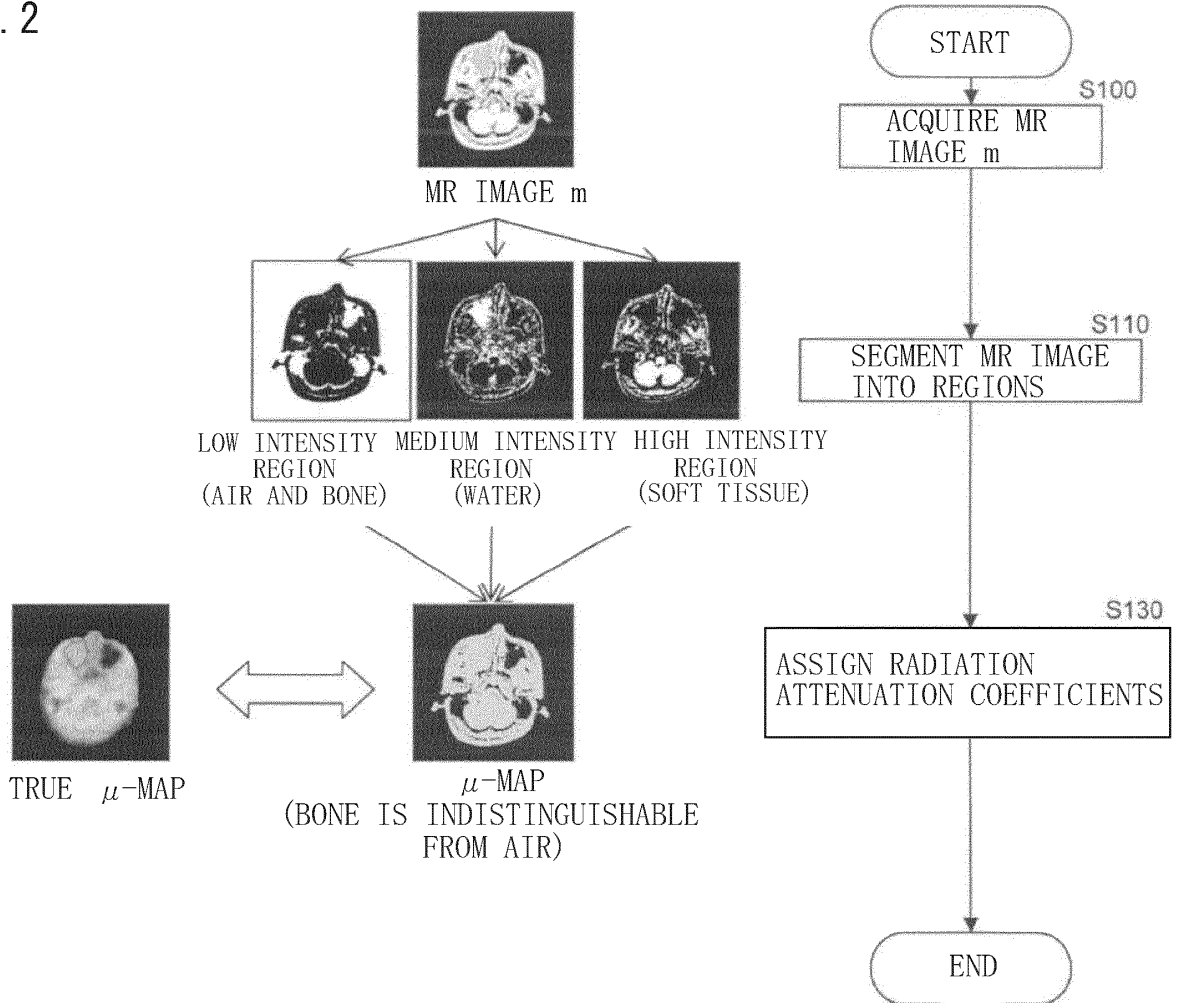 . 2
START
S100
ACQUIRE MR
IMAGE m
MR IMAGE m
S110
SEGMENT MR IMAGE
INTO REGIONS
LOW INTENSITY
REGION
(AIR AND BONE)
MEDIUM INTENSITY
REGION
(WATER)
HIGH INTENSITY
REGION
(SOFT TISSUE)
S130
ASSIGN RADIATION
ATTENUATION COEFFICIENTS
TRUE μ-MAP
μ-MAP
(BONE IS INDISTINGUISHABLE
FROM AIR)
END